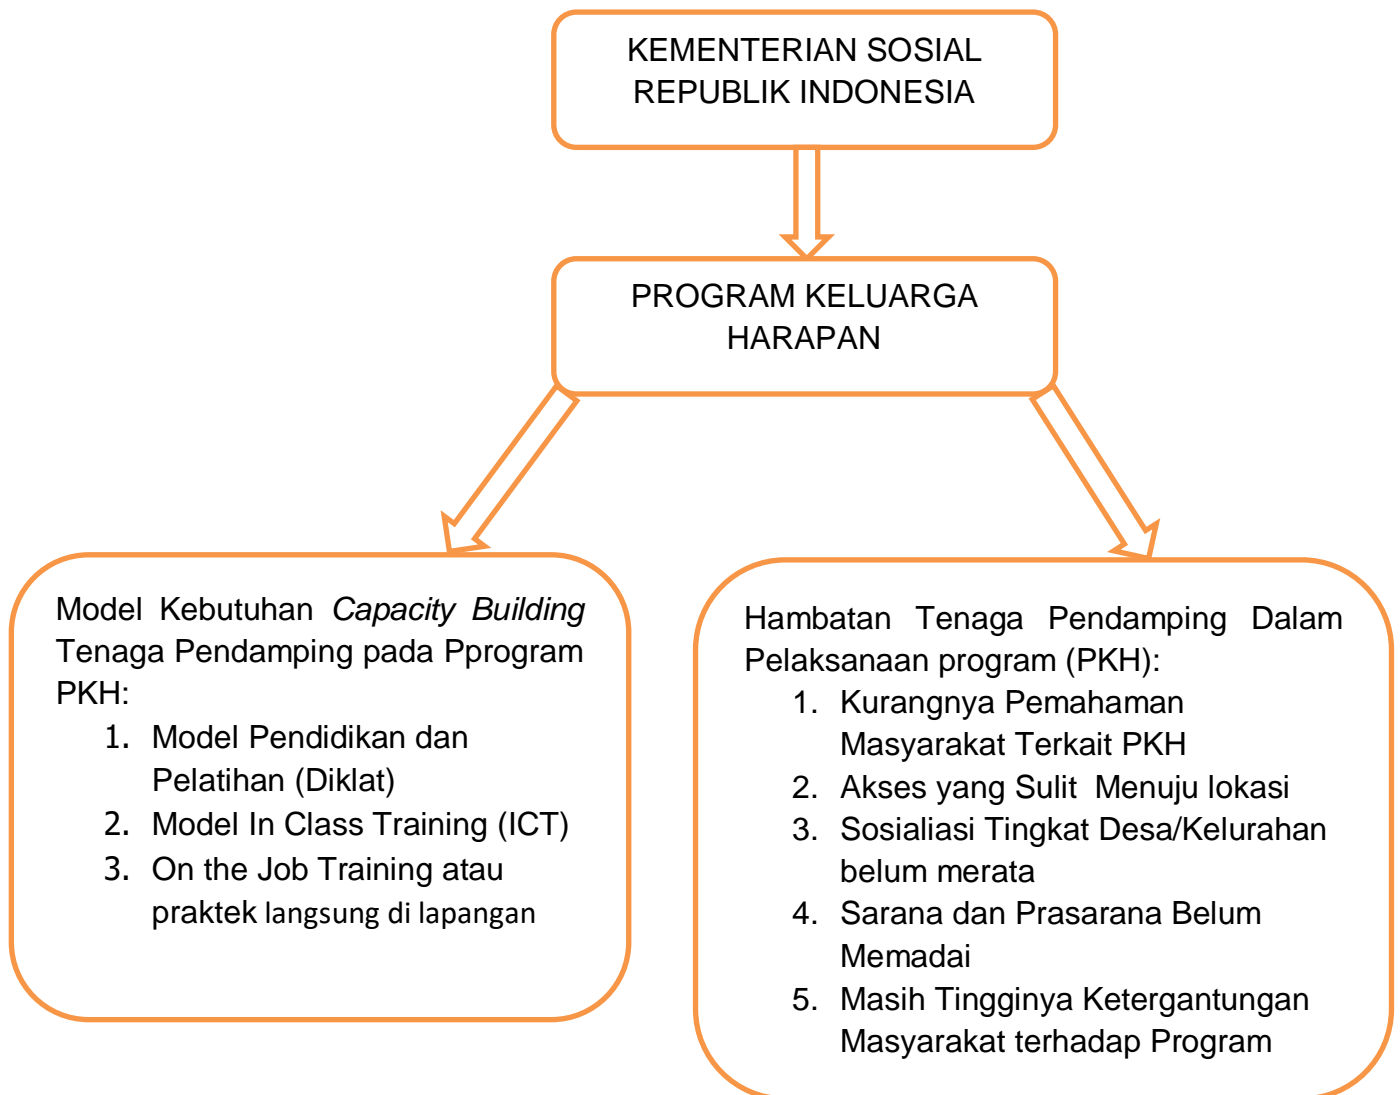 KEMENTERIAN SOSIAL
REPUBLIK INDONESIA
PROGRAM KELUARGA
HARAPAN
Model Kebutuhan Capacity Building
Tenaga Pendamping pada Pprogram
PKH:
1. Model Pendidikan dan
Pelatihan (Diklat)
2. Model In Class Training (ICT)
3. On the Job Training atau
praktek langsung di lapangan
Hambatan Tenaga Pendamping Dalam
Pelaksanaan program (PKH):
1. Kurangnya Pemahaman
Masyarakat Terkait PKH
2. Akses yang Sulit Menuju lokasi
3. Sosialiasi Tingkat Desa/Kelurahan
belum merata
4. Sarana dan Prasarana Belum
Memadai
5. Masih Tingginya Ketergantungan
Masyarakat terhadap Program